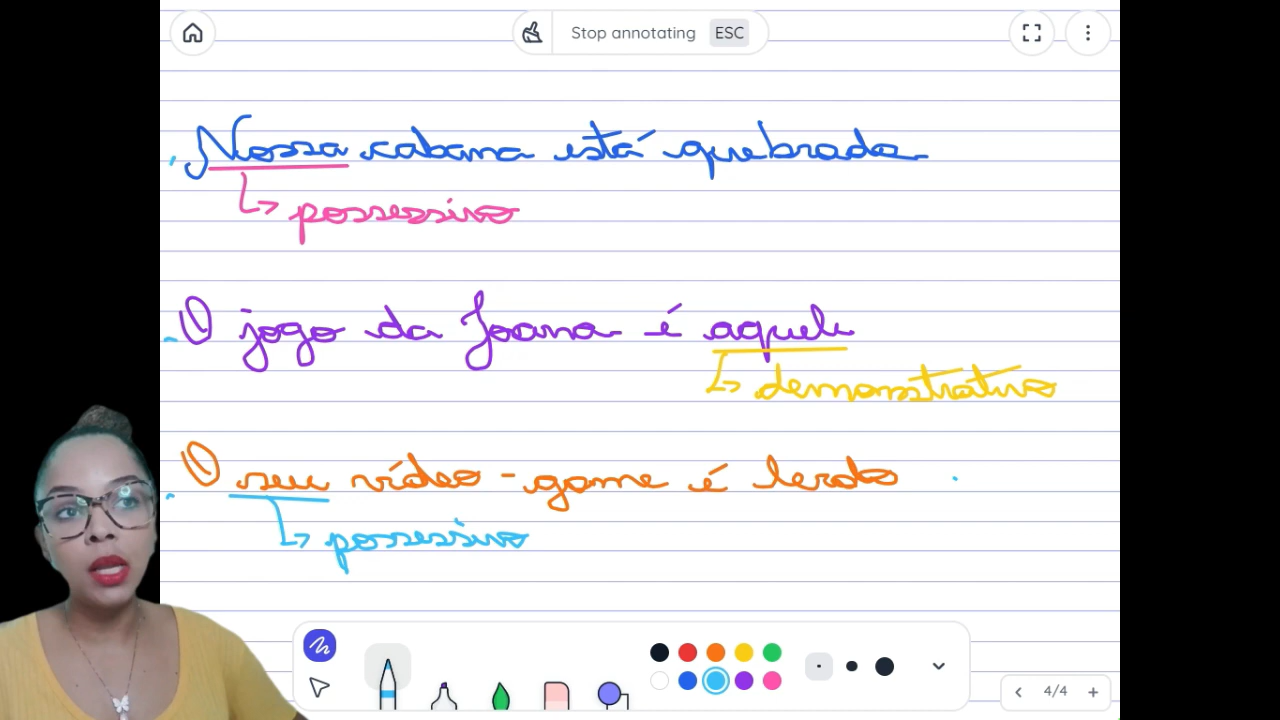 Stop annotating ESC
Nossa cabana está quebrada
possessivo
O jogo da Joana é aquele
demonstrativo
O seu vídeo-game é lerdo
possessivo
4/4